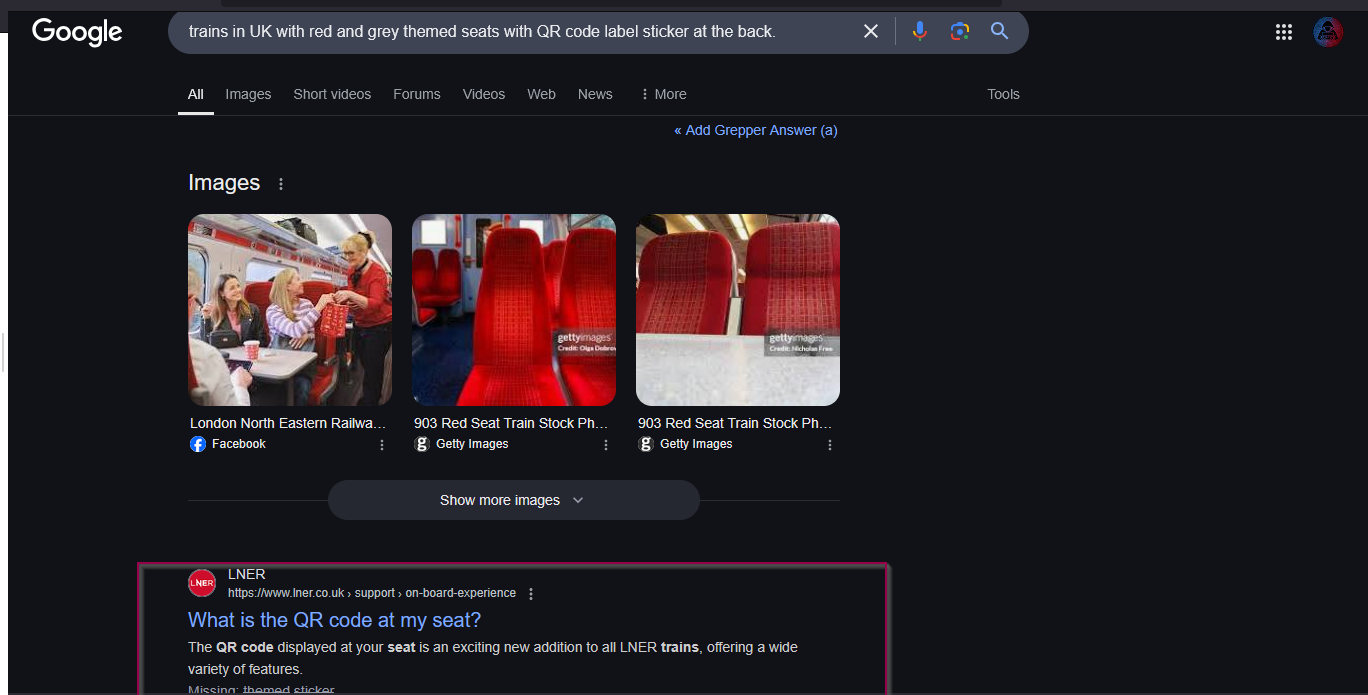 Google
trains in UK with red and grey themed seats with QR code label sticker at the back.
All Images Short videos Forums Videos Web News More Tools
« Add Grepper Answer (a)
Images
gettyimages
Credit: Olga Dobrov
gettyimages
Credit: Nicholas Free
London North Eastern Railwa...
Facebook
903 Red Seat Train Stock Ph...
Getty Images
903 Red Seat Train Stock Ph...
Getty Images
Show more images
LNER
LNER
https://www.lner.co.uk › support › on-board-experience
What is the QR code at my seat?
The QR code displayed at your seat is an exciting new addition to all LNER trains, offering a wide
variety of features.
Missing: themed sticker